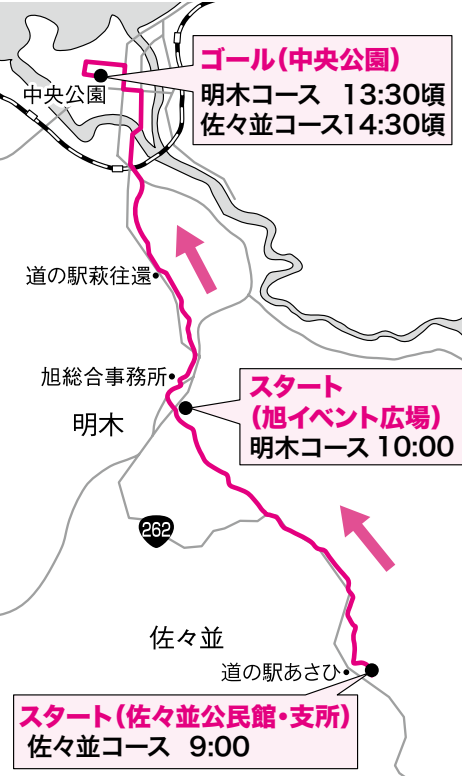 ゴール(中央公園)
明木コース 13:30頃
佐々並コース14:30頃
中央公園
道の駅萩往還
旭総合事務所
スタート
(旭イベント広場)
明木コース 10:00
明木
262
佐々並
道の駅あさひ
スタート(佐々並公民館・支所)
佐々並コース 9:00